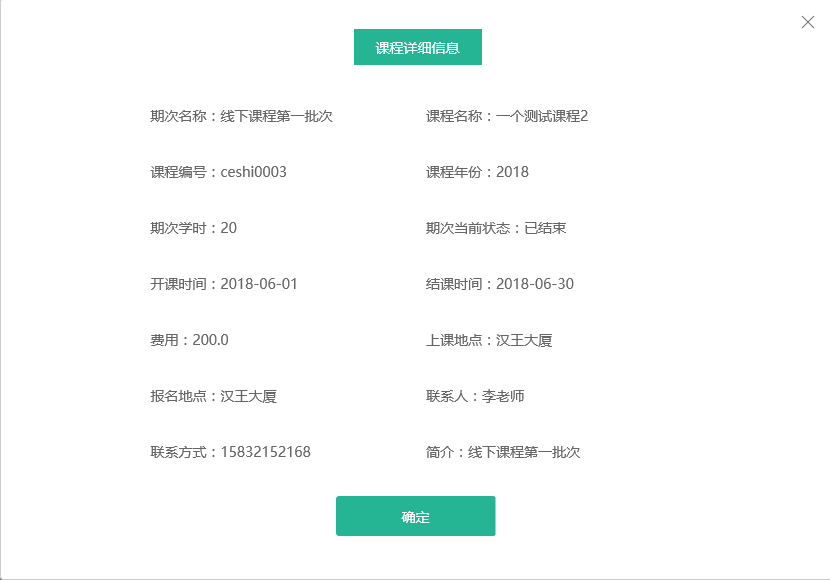 课程详细信息
期次名称：线下课程第一批次
课程名称：一个测试课程2
课程编号：ceshi0003
课程年份：2018
期次学时：20
期次当前状态：已结束
开课时间：2018-06-01
结课时间：2018-06-30
费用：200.0
上课地点：汉王大厦
报名地点：汉王大厦
联系人：李老师
联系方式：15832152168
简介：线下课程第一批次
确定